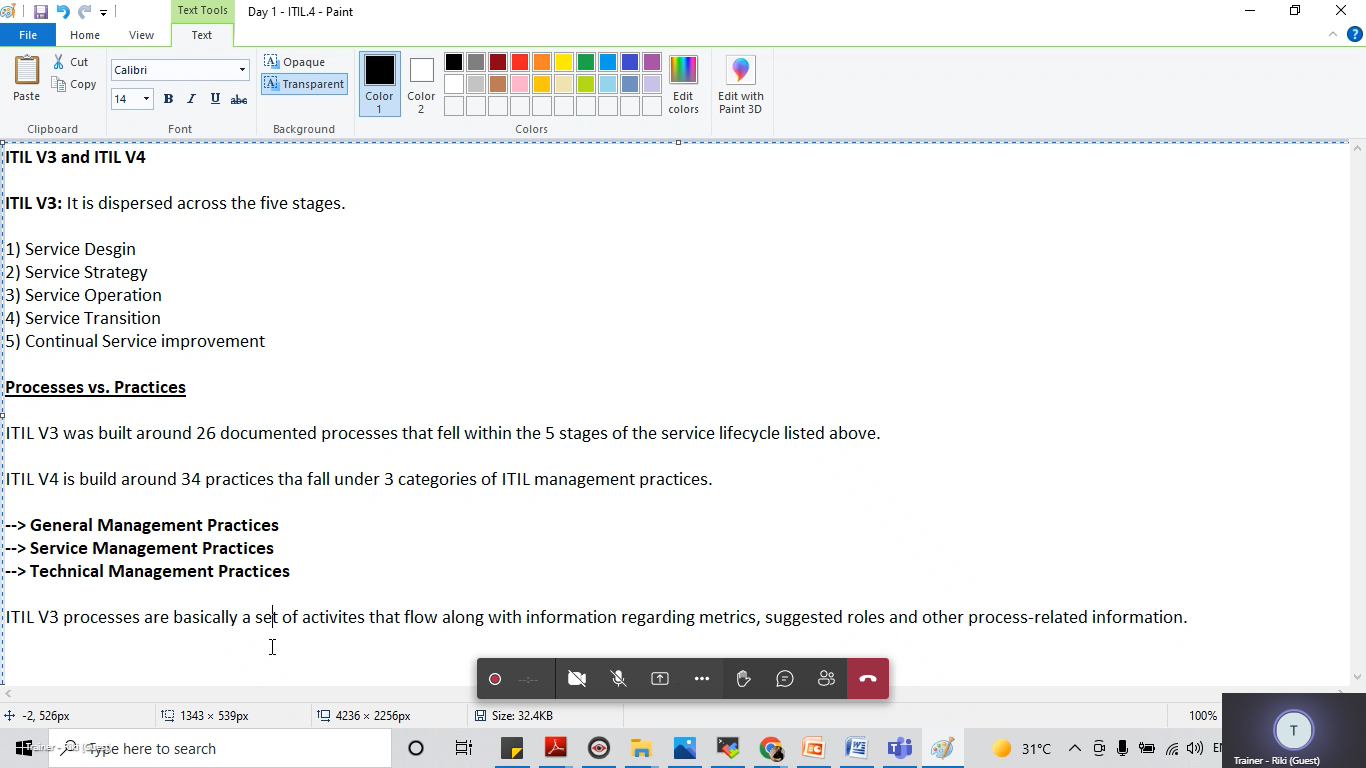 Text Tools
Day 1 - ITIL.4 - Paint
File
Home
View
Text
Paste
Cut
Copy
Clipboard
Calibri
14
B I U abc
Font
Opaque
Transparent
Background
Color 1
Color 2
Edit colors
Colors
Edit with Paint 3D
ITIL V3 and ITIL V4
ITIL V3: It is dispersed across the five stages.
1) Service Desgin
2) Service Strategy
3) Service Operation
4) Service Transition
5) Continual Service improvement
Processes vs. Practices
ITIL V3 was built around 26 documented processes that fell within the 5 stages of the service lifecycle listed above.
ITIL V4 is build around 34 practices tha fall under 3 categories of ITIL management practices.
--> General Management Practices
--> Service Management Practices
--> Technical Management Practices
ITIL V3 processes are basically a set of activites that flow along with information regarding metrics, suggested roles and other process-related information.
--:--
-2, 526px
1343 × 539px
4236 × 2256px
Size: 32.4KB
100%
Trainer - Riki (Guest)
Type here to search
31°C
T
Trainer - Riki (Guest)